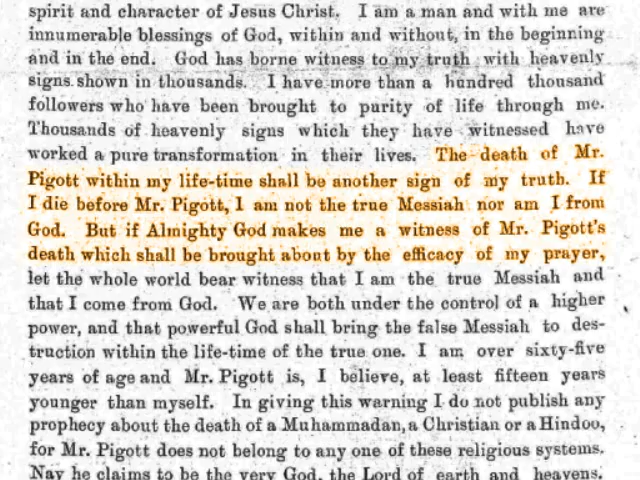 spirit and character of Jesus Christ. I am a man and with me are
innumerable blessings of God, within and without, in the beginning
and in the end. God has borne witness to my truth with heavenly
signs shown in thousands. I have more than a hundred thousand
followers who have been brought to purity of life through me.
Thousands of heavenly signs which they have witnessed have
worked a pure transformation in their lives. The death of Mr.
Pigott within my life-time shall be another sign of my truth. If
I die before Mr. Pigott, I am not the true Messiah nor am I from
God. But if Almighty God makes me a witness of Mr. Pigott's
death which shall be brought about by the efficacy of my prayer,
let the whole world bear witness that I am the true Messiah and
that I come from God. We are both under the control of a higher
power, and that powerful God shall bring the false Messiah to des-
truction within the life-time of the true one. I am over sixty-five
years of age and Mr. Pigott is, I believe, at least fifteen years
younger than myself. In giving this warning I do not publish any
prophecy about the death of a Muhammadan, a Christian or a Hindoo,
for Mr. Pigott does not belong to any one of these religious systems.
Nay he claims to be the very God, the Lord of earth and heavens.